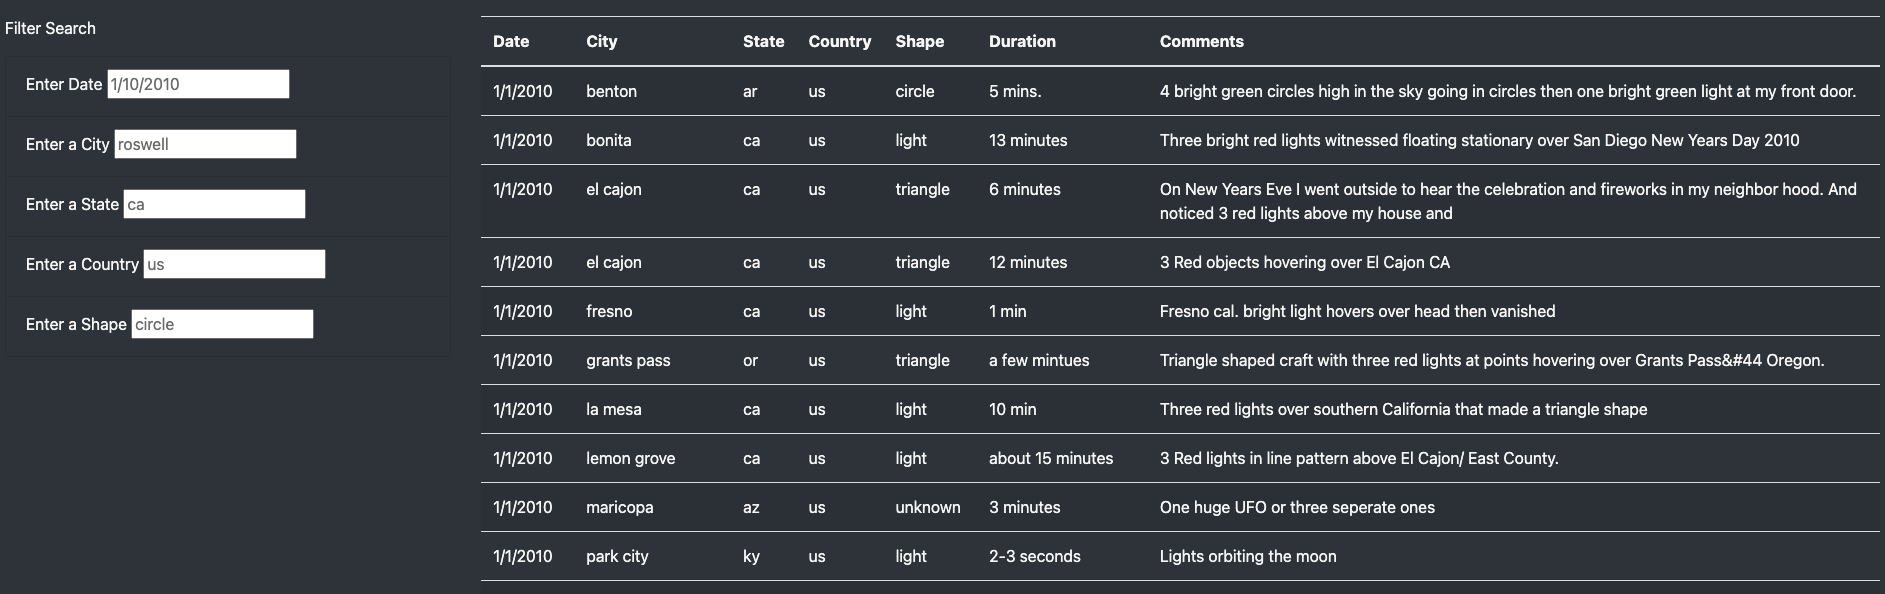 Filter Search
Enter Date 1/10/2010
Enter a City roswell
Enter a State ca
Enter a Country us
Enter a Shape circle
Date City State Country Shape Duration Comments
1/1/2010 benton ar us circle 5 mins. 4 bright green circles high in the sky going in circles then one bright green light at my front door.
1/1/2010 bonita ca us light 13 minutes Three bright red lights witnessed floating stationary over San Diego New Years Day 2010
1/1/2010 el cajon ca us triangle 6 minutes On New Years Eve I went outside to hear the celebration and fireworks in my neighbor hood. And
noticed 3 red lights above my house and
1/1/2010 el cajon ca us triangle 12 minutes 3 Red objects hovering over El Cajon CA
1/1/2010 fresno ca us light 1 min Fresno cal. bright light hovers over head then vanished
1/1/2010 grants pass or us triangle a few mintues Triangle shaped craft with three red lights at points hovering over Grants Pass&#44 Oregon.
1/1/2010 la mesa ca us light 10 min Three red lights over southern California that made a triangle shape
1/1/2010 lemon grove ca us light about 15 minutes 3 Red lights in line pattern above El Cajon/ East County.
1/1/2010 maricopa az us unknown 3 minutes One huge UFO or three seperate ones
1/1/2010 park city ky us light 2-3 seconds Lights orbiting the moon